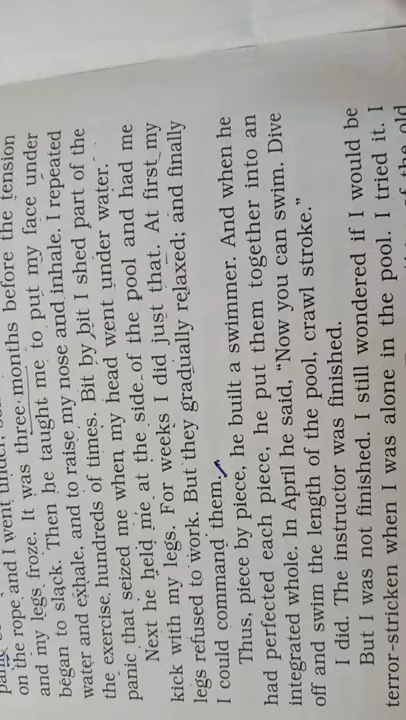 on the rope and I went under,
and my legs froze. It was three months before the tension
began to slack. Then he taught me to put my face under
water and exhale, and to raise my nose and inhale. I repeated
the exercise hundreds of times. Bit by bit I shed part of the
panic that seized me when my head went under water.
Next he held me at the side of the pool and had me
kick with my legs. For weeks I did just that. At first my
legs refused to work. But they gradually relaxed; and finally
I could command them.
Thus, piece by piece, he built a swimmer. And when he
had perfected each piece, he put them together into an
integrated whole. In April he said, “Now you can swim. Dive
off and swim the length of the pool, crawl stroke.”
I did. The instructor was finished.
But I was not finished. I still wondered if I would be
terror-stricken when I was alone in the pool. I tried it. I
of the old